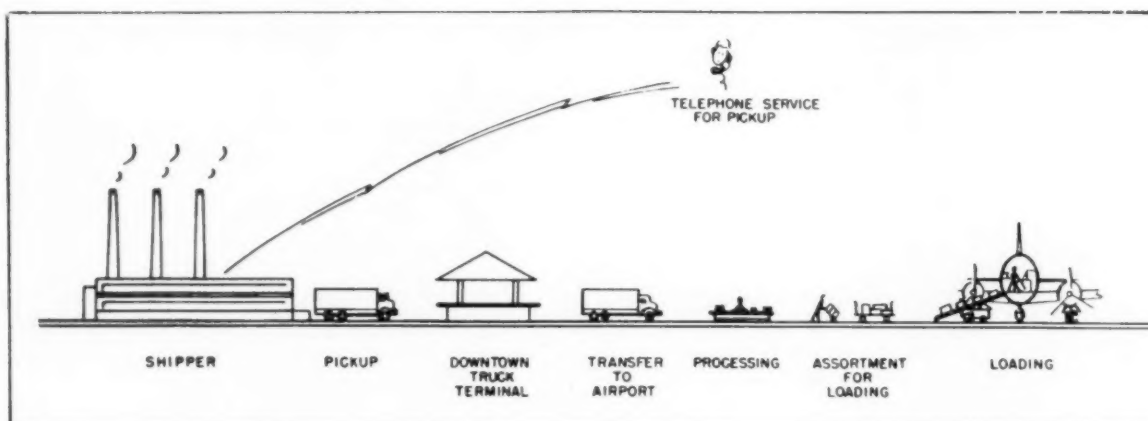 TELEPHONE SERVICE
FOR PICKUP
SHIPPER
PICKUP
DOWNTOWN
TRUCK
TERMINAL
TRANSFER
TO
AIRPORT
PROCESSING
ASSORTMENT
FOR
LOADING
LOADING